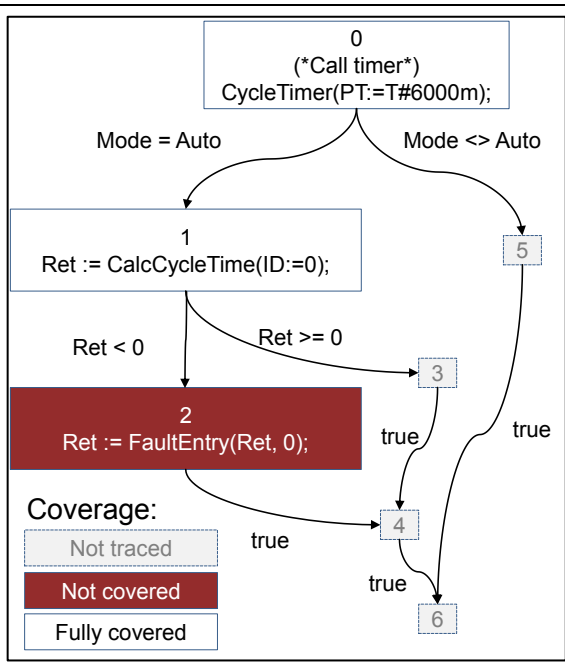 0
(*Call timer*)
CycleTimer(PT:=T#6000m);
Mode = Auto
Mode <> Auto
1
Ret := CalcCycleTime(ID:=0);
5
Ret < 0
Ret >= 0
3
2
Ret := FaultEntry(Ret, 0);
true
true
Coverage:
4
true
Not traced
true
Not covered
6
Fully covered